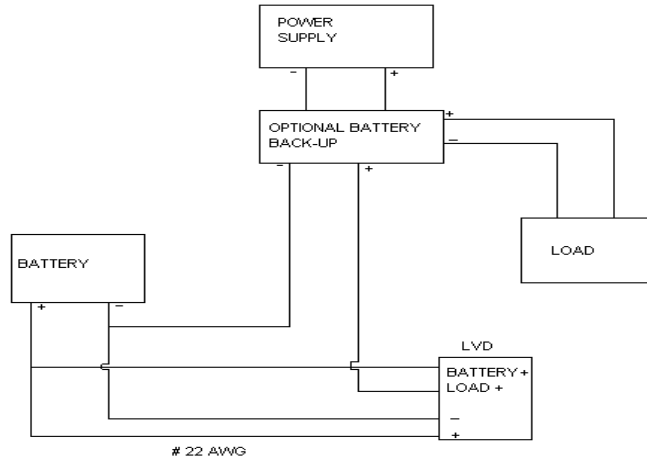 POWER
SUPPLY
- +
OPTIONAL BATTERY
BACK-UP
+
-
- +
BATTERY
+ -
LOAD
LVD
BATTERY +
LOAD +
-
+
# 22 AWG